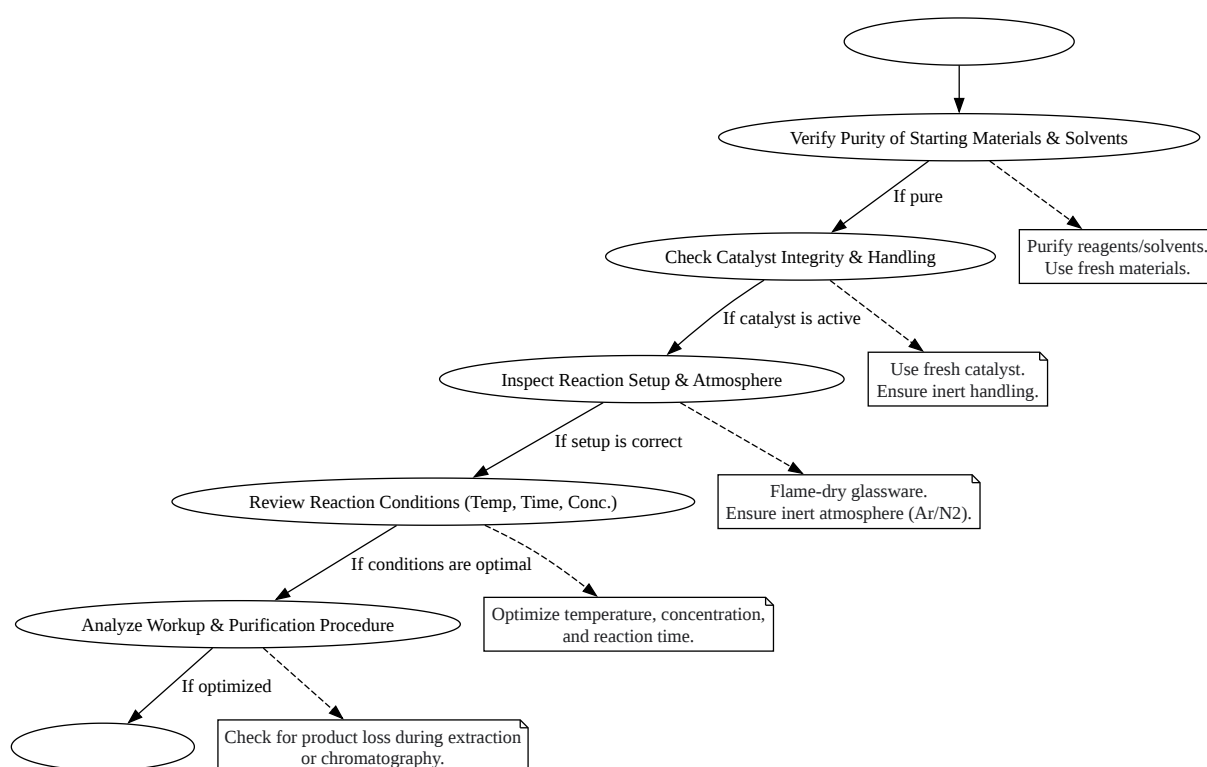 Verify Purity of Starting Materials & Solvents
If pure
Purify reagents/solvents.
Use fresh materials.
Check Catalyst Integrity & Handling
If catalyst is active
Use fresh catalyst.
Ensure inert handling.
Inspect Reaction Setup & Atmosphere
If setup is correct
Flame-dry glassware.
Ensure inert atmosphere (Ar/N2).
Review Reaction Conditions (Temp, Time, Conc.)
If conditions are optimal
Optimize temperature, concentration,
and reaction time.
Analyze Workup & Purification Procedure
If optimized
Check for product loss during extraction
or chromatography.